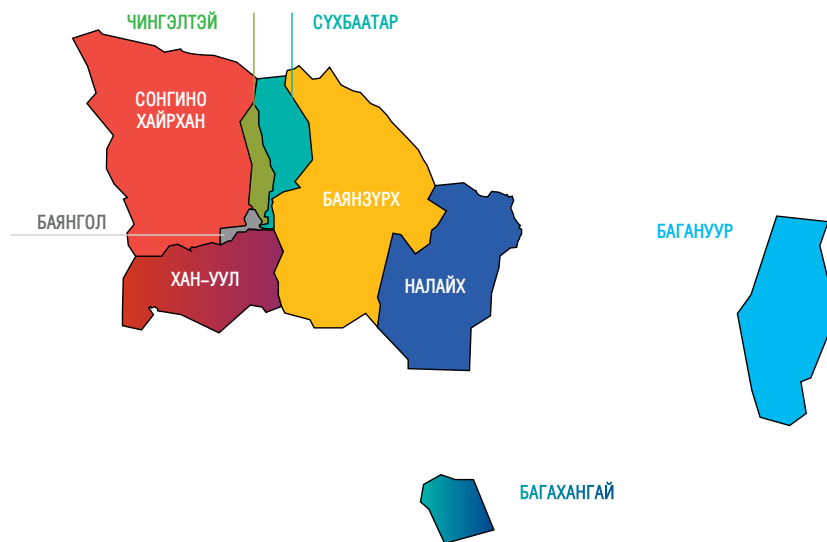 ЧИНГЭЛТЭЙ
СҮХБААТАР
СОНГИНО
ХАЙРХАН
БАЯНЗҮРХ
БАЯНГОЛ
БАГАНУУР
ХАН–УУЛ
НАЛАЙХ
БАГАХАНГАЙ